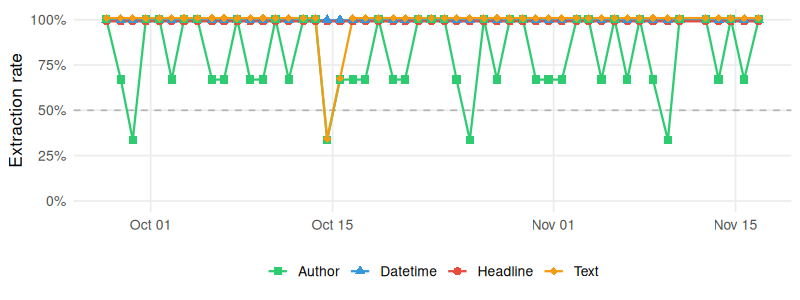 Extraction rate
100%
75%
50%
25%
0%
Oct 01 Oct 15 Nov 01 Nov 15
Author Datetime Headline Text